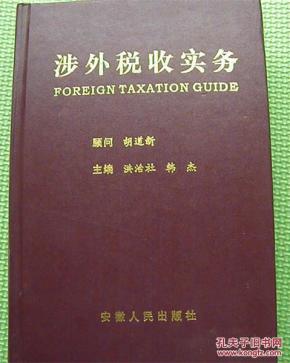 涉外税收实务
FOREIGN TAXATION GUIDE
顾问 胡道新
主编 洪治社 韩杰
安徽人民出版社
孔夫子旧书网